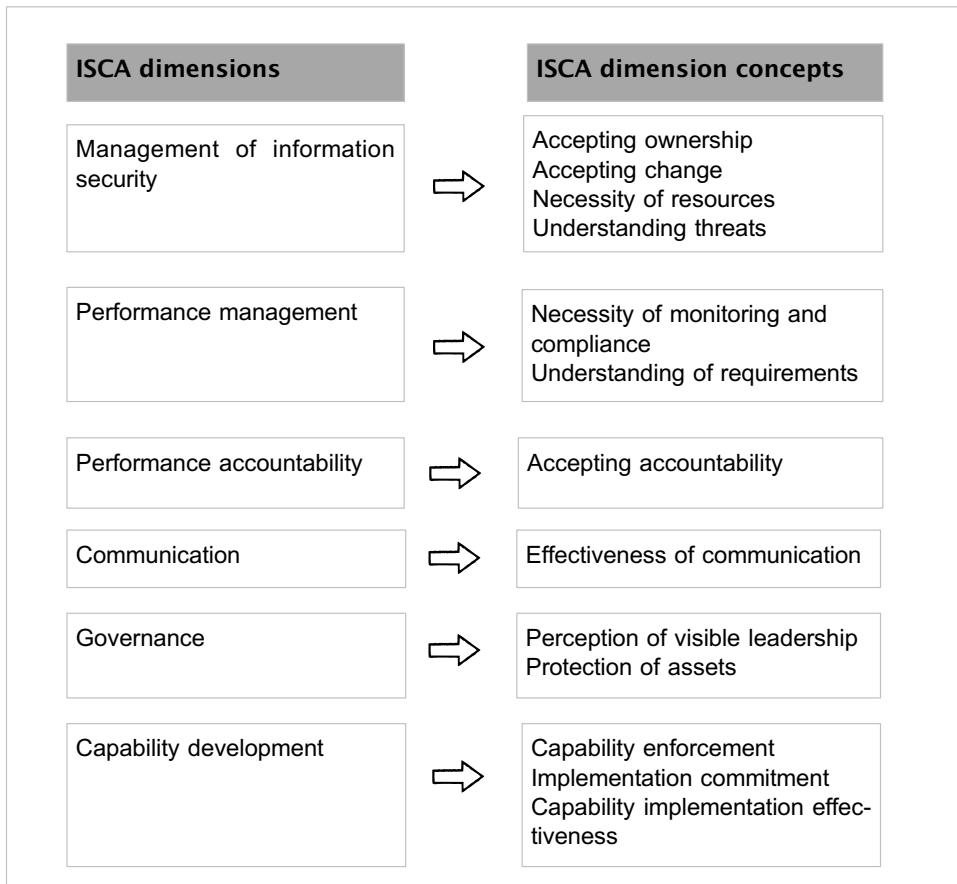 ISCA dimensions
ISCA dimension concepts
Management of information
security
Accepting ownership
Accepting change
Necessity of resources
Understanding threats
Performance management
Necessity of monitoring and
compliance
Understanding of requirements
Performance accountability
Accepting accountability
Communication
Effectiveness of communication
Governance
Perception of visible leadership
Protection of assets
Capability development
Capability enforcement
Implementation commitment
Capability implementation effec-
tiveness